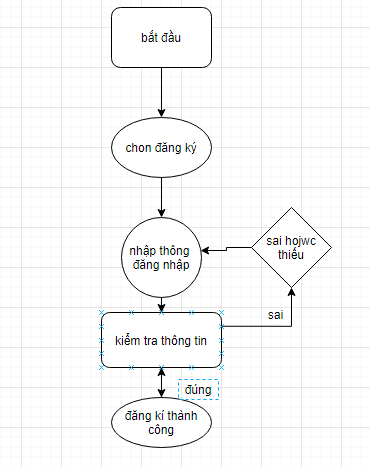 bắt đầu
chon đăng ký
nhập thông
đăng nhập
sai hojwc
thiếu
sai
kiểm tra thông tin
đúng
đăng kí thành
công